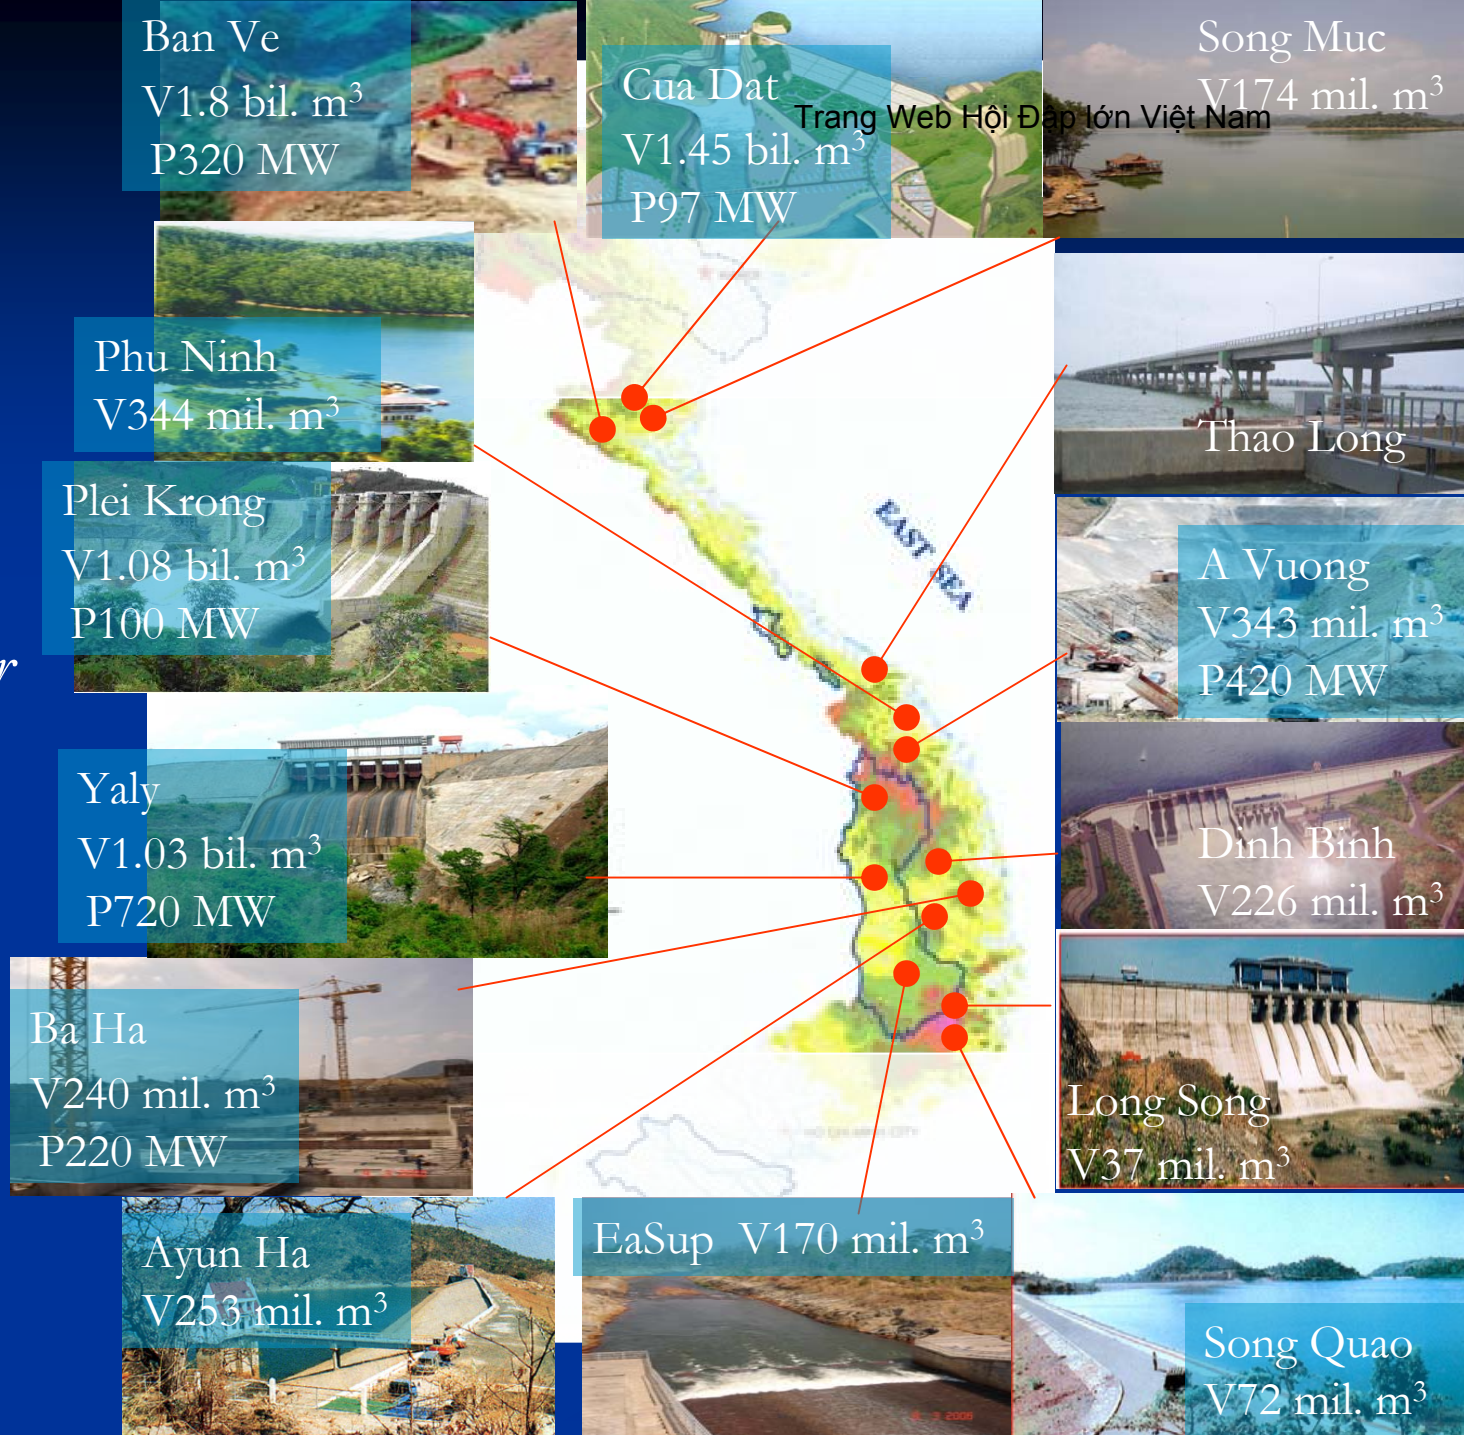 Ban Ve
V1.8 bil. m³
P320 MW
Cua Dat
V1.45 bil. m³
P97 MW
Song Muc
V174 mil. m³
Trang Web Hội Đập lớn Việt Nam
Phu Ninh
V344 mil. m³
Thao Long
Plei Krong
V1.08 bil. m³
P100 MW
EAST SEA
A Vuong
V343 mil. m³
P420 MW
r
Yaly
V1.03 bil. m³
P720 MW
Dinh Binh
V226 mil. m³
Ba Ha
V240 mil. m³
P220 MW
Long Song
V37 mil. m³
HO CHI MINH CITY
Ayun Ha
V253 mil. m³
EaSup V170 mil. m³
Song Quao
V72 mil. m³